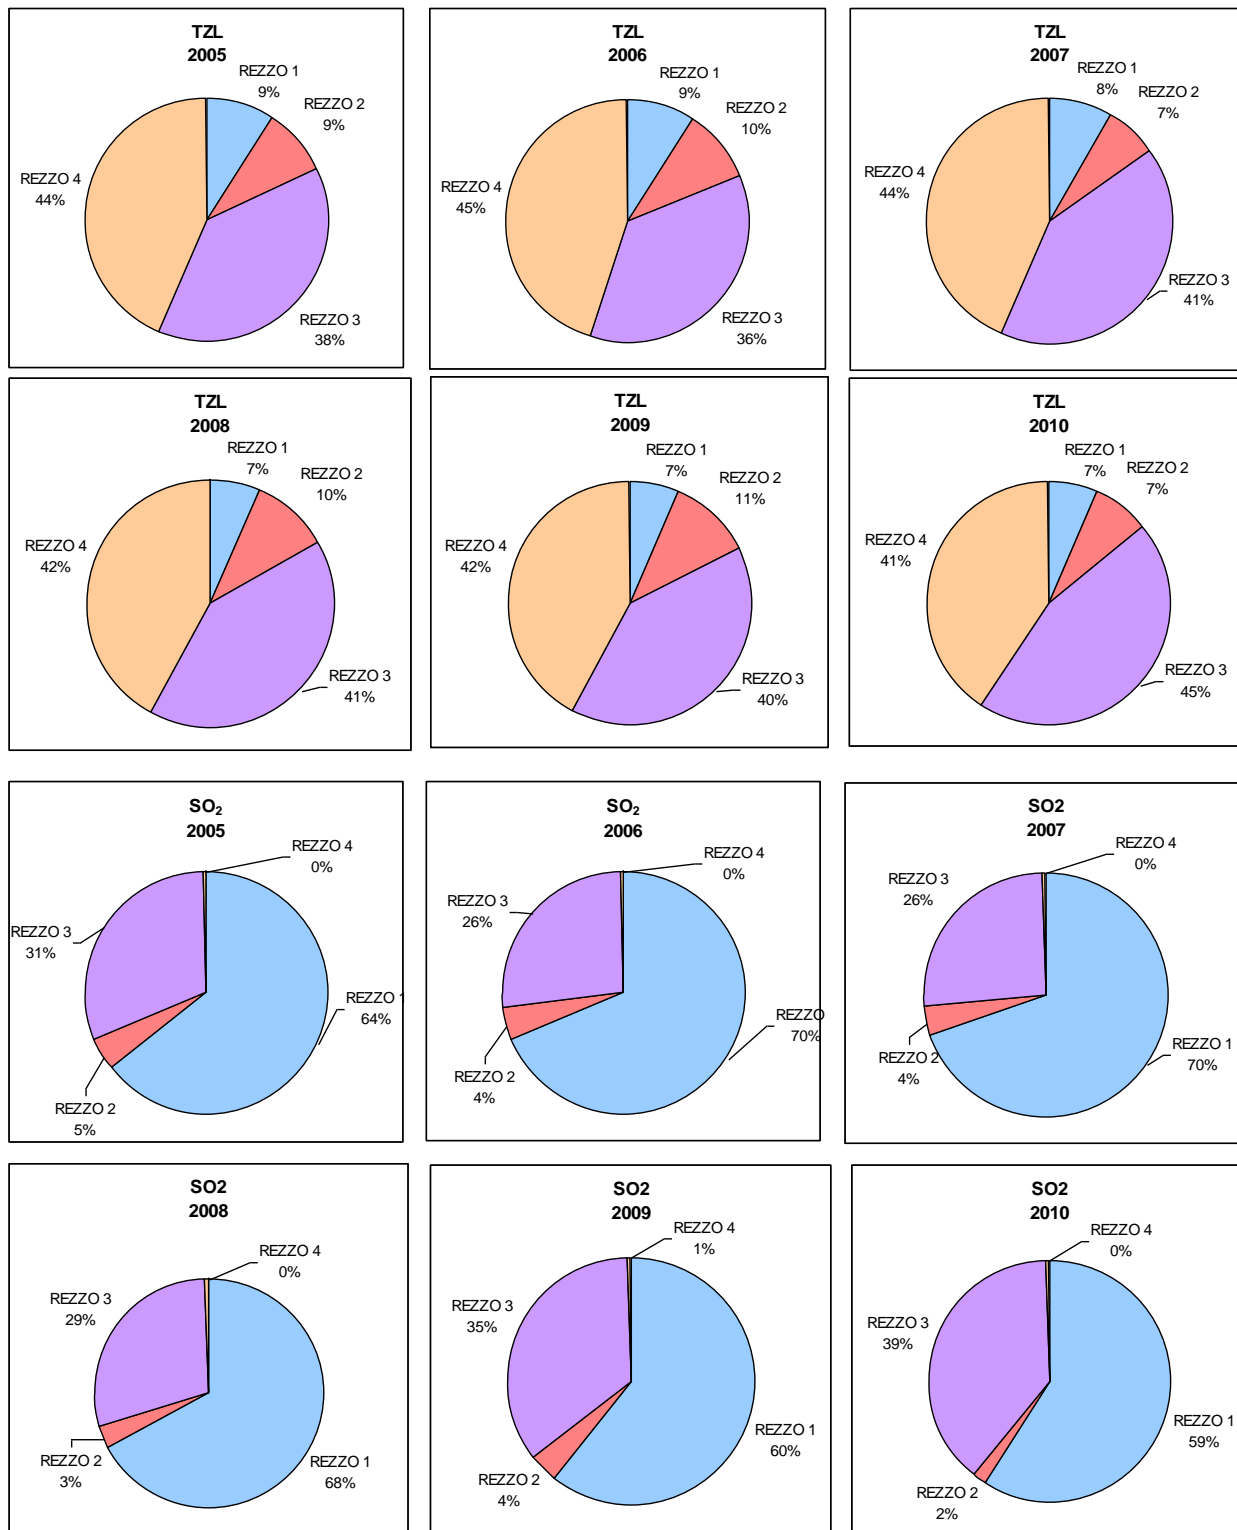 TZL
2005
REZZO 1
9%
REZZO 2
9%
REZZO 4
44%
REZZO 3
38%
TZL
2006
REZZO 1
9%
REZZO 2
10%
REZZO 4
45%
REZZO 3
36%
TZL
2007
REZZO 1
8%
REZZO 2
7%
REZZO 4
44%
REZZO 3
41%
TZL
2008
REZZO 1
7%
REZZO 2
10%
REZZO 4
42%
REZZO 3
41%
TZL
2009
REZZO 1
7%
REZZO 2
11%
REZZO 4
42%
REZZO 3
40%
TZL
2010
REZZO 1
7%
REZZO 2
7%
REZZO 4
41%
REZZO 3
45%
SO₂
2005
REZZO 4
0%
REZZO 3
31%
REZZO 1
64%
REZZO 2
5%
SO₂
2006
REZZO 4
0%
REZZO 3
26%
REZZO
70%
REZZO 2
4%
SO2
2007
REZZO 4
0%
REZZO 3
26%
REZZO 1
70%
REZZO 2
4%
SO2
2008
REZZO 4
0%
REZZO 3
29%
REZZO 2
3%
REZZO 1
68%
SO2
2009
REZZO 4
1%
REZZO 3
35%
REZZO 1
60%
REZZO 2
4%
SO2
2010
REZZO 4
0%
REZZO 3
39%
REZZO 1
59%
REZZO 2
2%